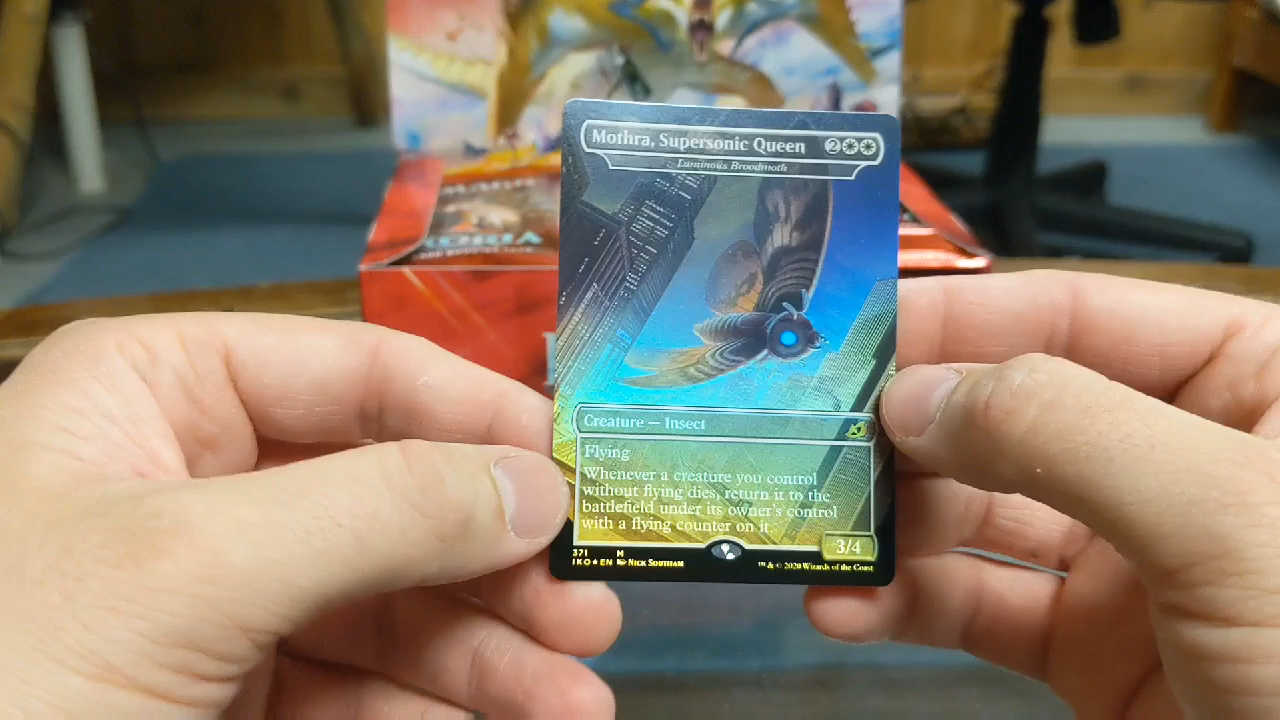 Mothra, Supersonic Queen 2
Luminous Broodmoth
Creature — Insect
Flying
Whenever a creature you control
without flying dies, return it to the
battlefield under its owner's control
with a flying counter on it.
3/4
371 M
IKO ★ EN Nick Southam
™ & © 2020 Wizards of the Coast